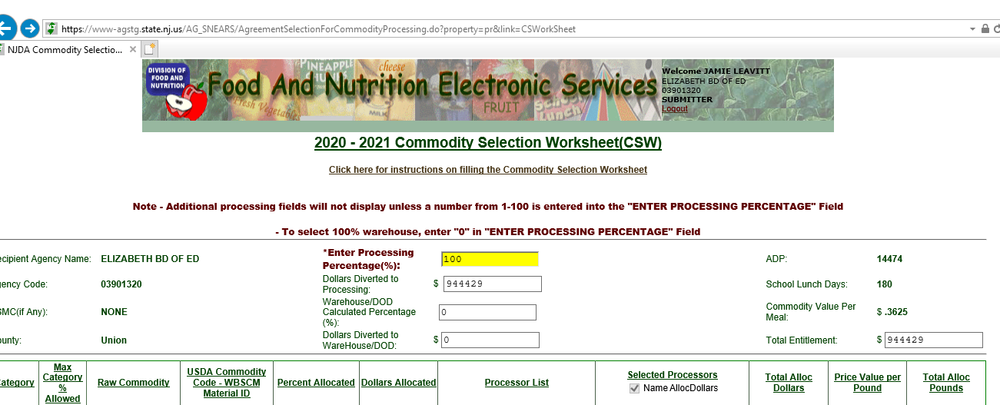 https://www-agstg.state.nj.us/AG_SNEARS/AgreementSelectionForCommodityProcessing.do?property=pr&link=CSWorkSheet
NJDA Commodity Selectio...
DIVISION OF
FOOD AND
NUTRITION
Food And Nutrition Electronic Services
PINEAPPLE
cheese
Fresh Vegetable
MILK
FRUIT
School
Lunch
Welcome JAMIE LEAVITT
ELIZABETH BD OF ED
03901320
SUBMITTER
Logout
2020 - 2021 Commodity Selection Worksheet(CSW)
Click here for instructions on filling the Commodity Selection Worksheet
Note - Additional processing fields will not display unless a number from 1-100 is entered into the "ENTER PROCESSING PERCENTAGE" Field
- To select 100% warehouse, enter "0" in "ENTER PROCESSING PERCENTAGE" Field
ecipient Agency Name: ELIZABETH BD OF ED
*Enter Processing
Percentage(%): 100
ADP: 14474
gency Code: 03901320
Dollars Diverted to
Processing: $ 944429
School Lunch Days: 180
SMC(if Any): NONE
Warehouse/DOD
Calculated Percentage
(%): 0
Commodity Value Per
Meal: $ .3625
ounty: Union
Dollars Diverted to
WareHouse/DOD: $ 0
Total Entitlement: $ 944429
ategory
Max
Category
%
Allowed
Raw Commodity
USDA Commodity
Code - WBSCM
Material ID
Percent Allocated
Dollars Allocated
Processor List
Selected Processors
Name AllocDollars
Total Alloc
Dollars
Price Value per
Pound
Total Alloc
Pounds